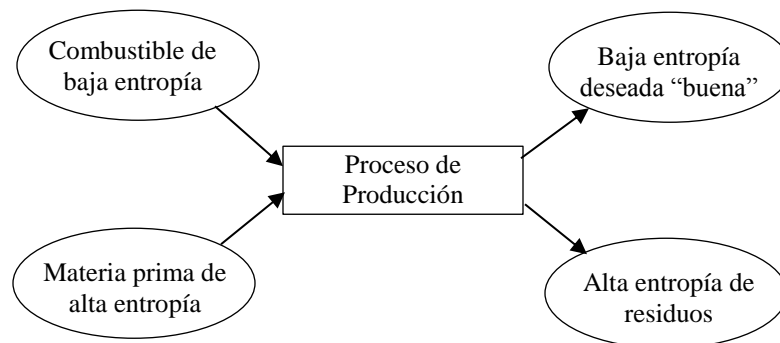 Combustible de
baja entropía
Baja entropía
deseada “buena”
Proceso de
Producción
Materia prima de
alta entropía
Alta entropía de
residuos